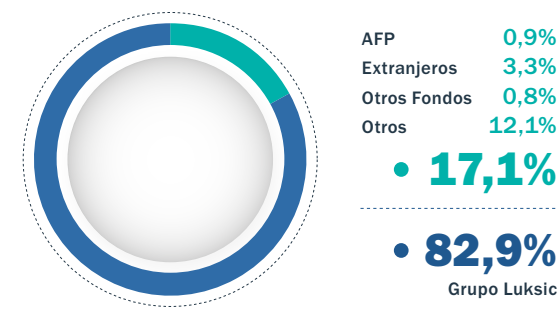 AFP 0,9%
Extranjeros 3,3%
Otros Fondos 0,8%
Otros 12,1%
• 17,1%
• 82,9%
Grupo Luksic